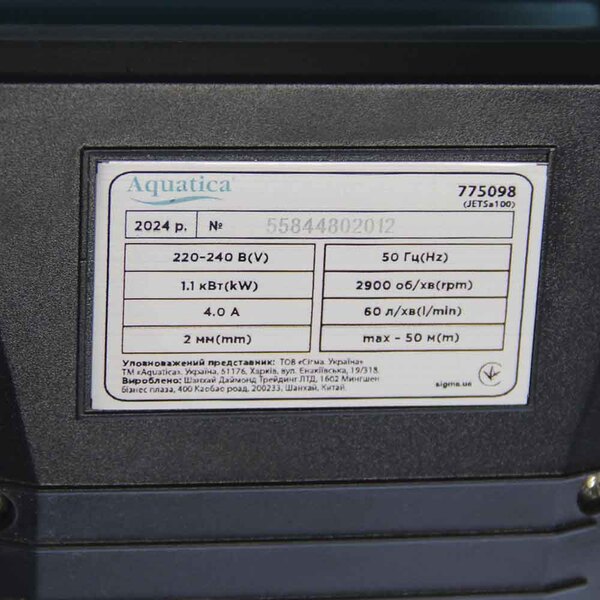 Aquatica®
775098
(JETSa100)
2024 р. № 55844802012
220-240 В(V) 50 Гц(Hz)
1.1 кВт(kW) 2900 об/хв(rpm)
4.0 А 60 л/хв(l/min)
2 мм(mm) max - 50 м(m)
Уповноважений представник: ТОВ «Сігма. Україна»
ТМ «Aquatica». Україна, 61176, Харків, вул. Енакіївська, 19/318.
Вироблено: Шанхай Даймонд Трейдінг ЛТД, 1602 Мингшен
бізнес плаза, 400 Каобао роад, 200233, Шанхай, Китай.
sigma.ua